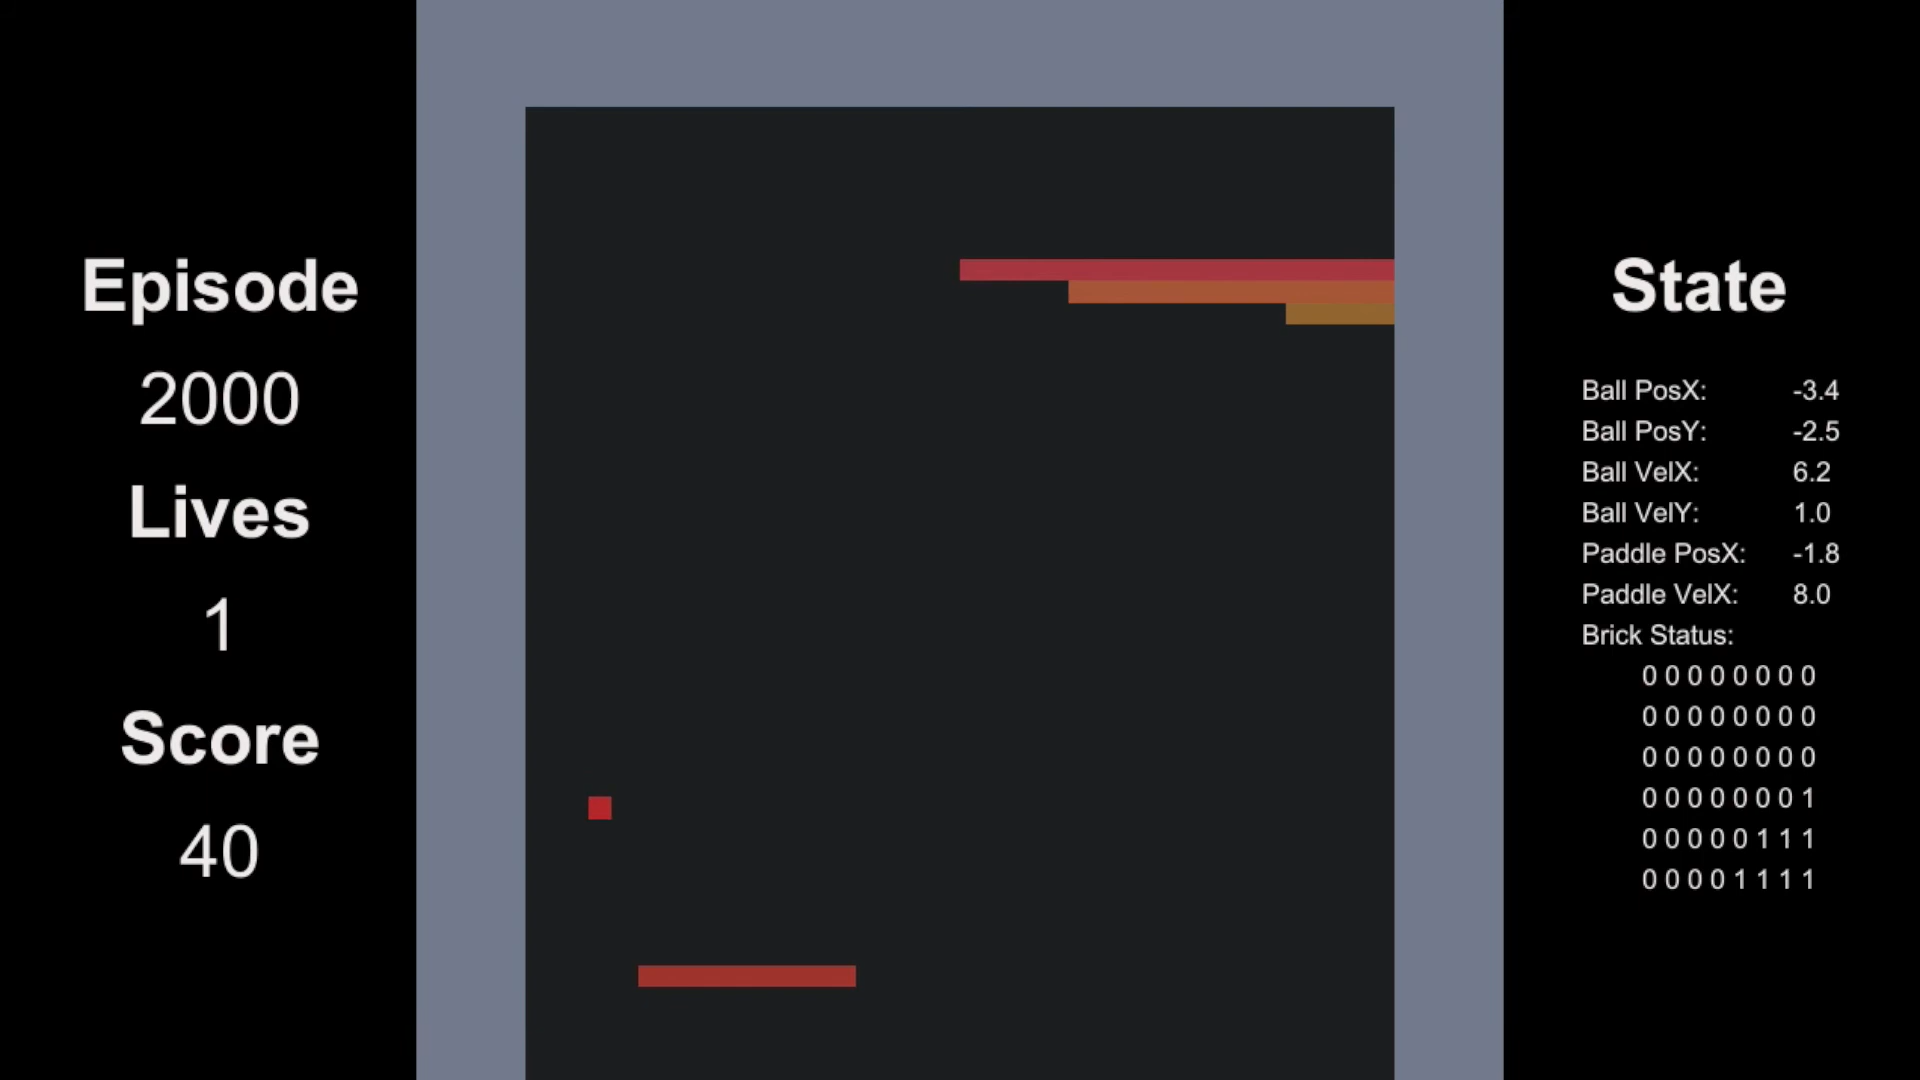 Episode
2000
Lives
1
Score
40
State
Ball PosX: -3.4
Ball PosY: -2.5
Ball VelX: 6.2
Ball VelY: 1.0
Paddle PosX: -1.8
Paddle VelX: 8.0
Brick Status:
0 0 0 0 0 0 0 0
0 0 0 0 0 0 0 0
0 0 0 0 0 0 0 0
0 0 0 0 0 0 0 1
0 0 0 0 0 1 1 1
0 0 0 0 1 1 1 1